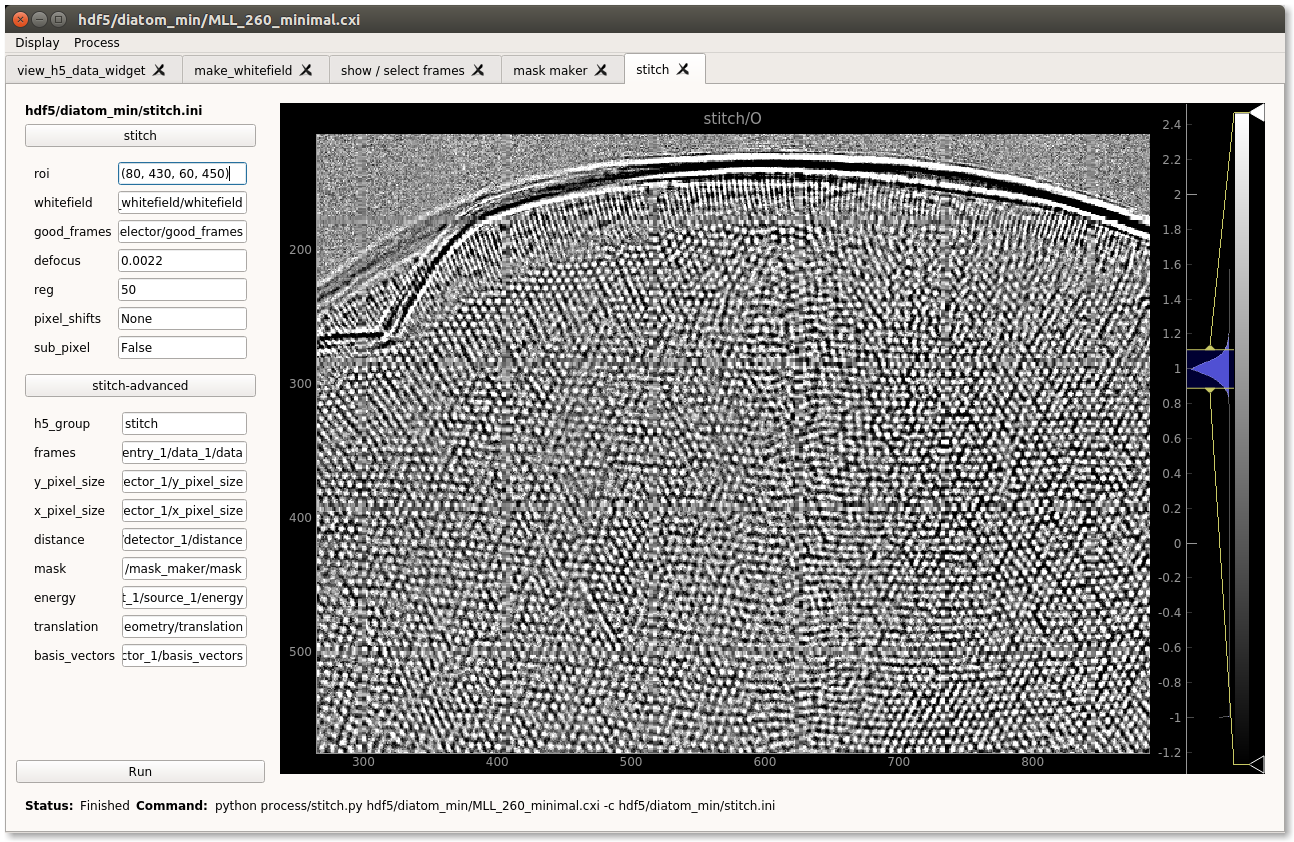 hdf5/diatom_min/MLL_260_minimal.cxi
Display Process
view_h5_data_widget make_whitefield show / select frames mask maker stitch
hdf5/diatom_min/stitch.ini
stitch
roi (80, 430, 60, 450)
whitefield _whitefield/whitefield
good_frames elector/good_frames
defocus 0.0022
reg 50
pixel_shifts None
sub_pixel False
stitch-advanced
h5_group stitch
frames entry_1/data_1/data
y_pixel_size ector_1/y_pixel_size
x_pixel_size ector_1/x_pixel_size
distance detector_1/distance
mask /mask_maker/mask
energy t_1/source_1/energy
translation eometry/translation
basis_vectors ctor_1/basis_vectors
Run
stitch/O
200
300
400
500
300 400 500 600 700 800
2.4
2.2
2
1.8
1.6
1.4
1.2
1
0.8
0.6
0.4
0.2
0
-0.2
-0.4
-0.6
-0.8
-1
-1.2
Status: Finished Command: python process/stitch.py hdf5/diatom_min/MLL_260_minimal.cxi -c hdf5/diatom_min/stitch.ini